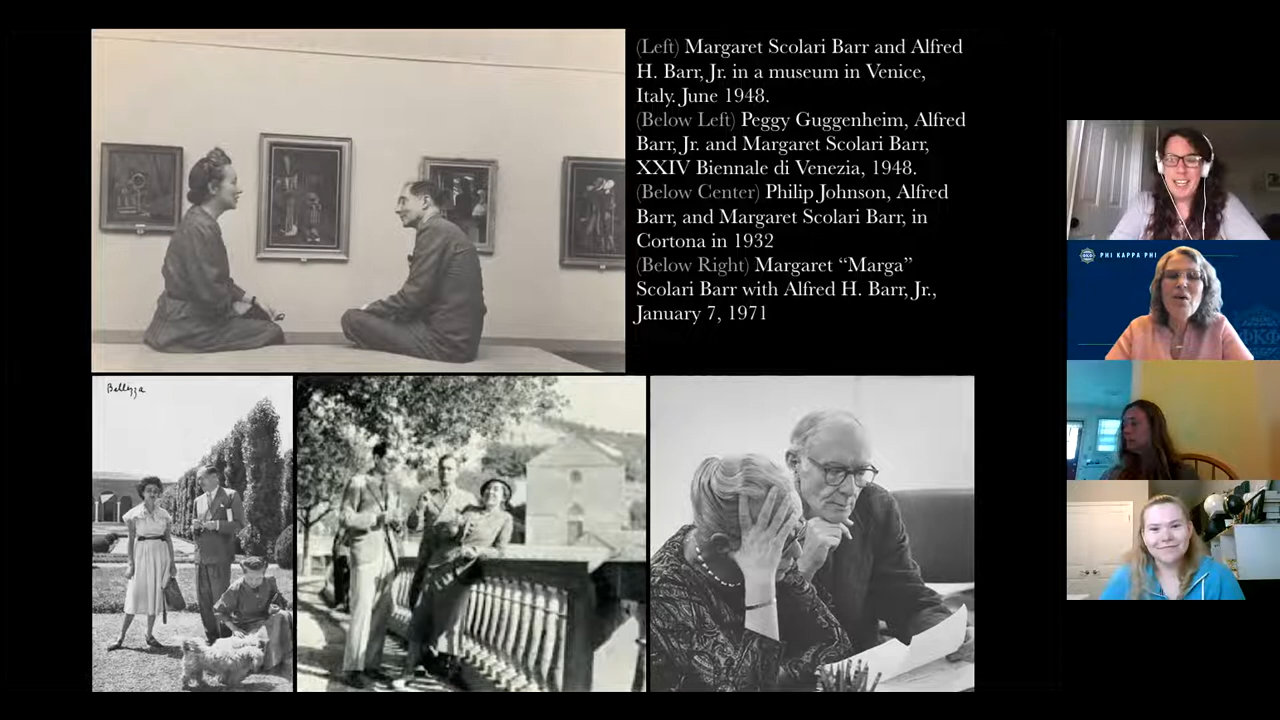 (Left) Margaret Scolari Barr and Alfred
H. Barr, Jr. in a museum in Venice,
Italy. June 1948.
(Below Left) Peggy Guggenheim, Alfred
Barr, Jr. and Margaret Scolari Barr,
XXIV Biennale di Venezia, 1948.
(Below Center) Philip Johnson, Alfred
Barr, and Margaret Scolari Barr, in
Cortona in 1932
(Below Right) Margaret “Marga”
Scolari Barr with Alfred H. Barr, Jr.,
January 7, 1971
PHI KAPPA PHI
ΦΚΦ